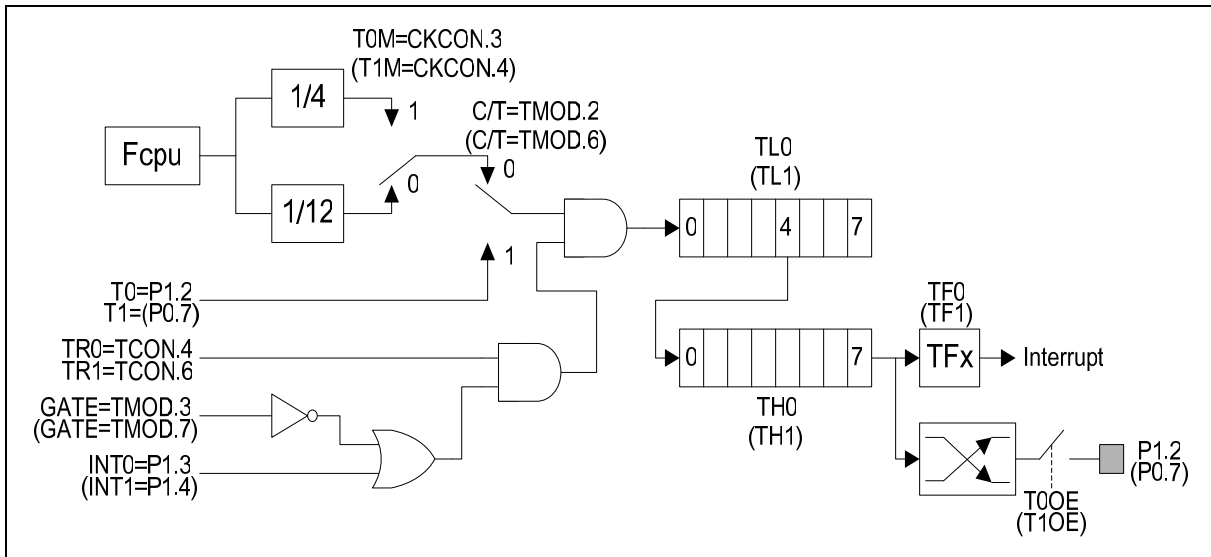 T0M=CKCON.3
(T1M=CKCON.4)
1/4
1
C/T=TMOD.2
(C/T=TMOD.6)
Fcpu
0
0
1/12
TL0
(TL1)
0 4 7
1
T0=P1.2
T1=(P0.7)
TF0
(TF1)
TR0=TCON.4
TR1=TCON.6
0 7
TFx
Interrupt
TH0
(TH1)
GATE=TMOD.3
(GATE=TMOD.7)
INT0=P1.3
(INT1=P1.4)
P1.2
(P0.7)
T0OE
(T1OE)